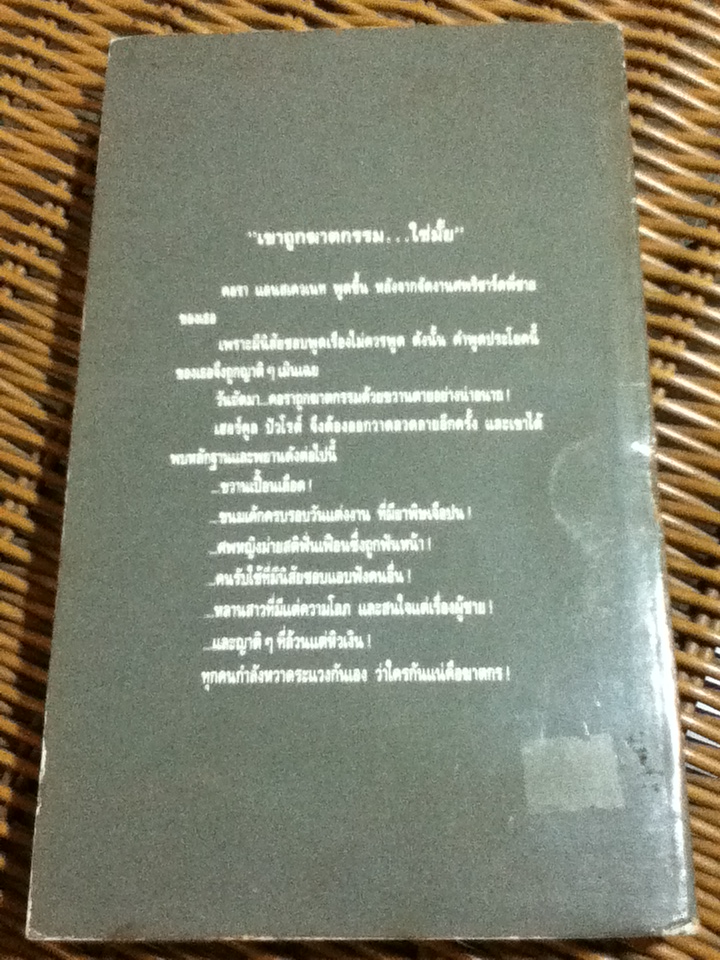 "เขาถูกฆาตกรรม...ใช่มั้ย"
คอรา แลนสเควเนท พูดขึ้น หลังจากจัดงานศพริชาร์ดพี่ชาย
ของเธอ
เพราะมีนิสัยชอบพูดเรื่องไม่ควรพูด ดังนั้น คำพูดประโยคนี้
ของเธอจึงถูกญาติ ๆ เมินเฉย
วันถัดมา...คอราถูกฆาตกรรมด้วยขวานตายอย่างน่าอนาถ !
เฮอร์คูล ปัวโรต์ จึงต้องออกวาดลวดลายอีกครั้ง และเขาได้
พบหลักฐานและพยานดังต่อไปนี้
...ขวานเปื้อนเลือด !
...ขนมเค้กครบรอบวันแต่งงาน ที่มียาพิษเจือปน !
...ศพหญิงม่ายสติฟั่นเฟือนซึ่งถูกฟันหน้า !
...คนรับใช้ที่มีนิสัยชอบแอบฟังคนอื่น !
...หลานสาวที่มีแต่ความโลภ และสนใจแต่เรื่องผู้ชาย !
...และญาติ ๆ ที่ล้วนแต่หิวเงิน !
ทุกคนกำลังหวาดระแวงกันเอง ว่าใครกันแน่คือฆาตกร !